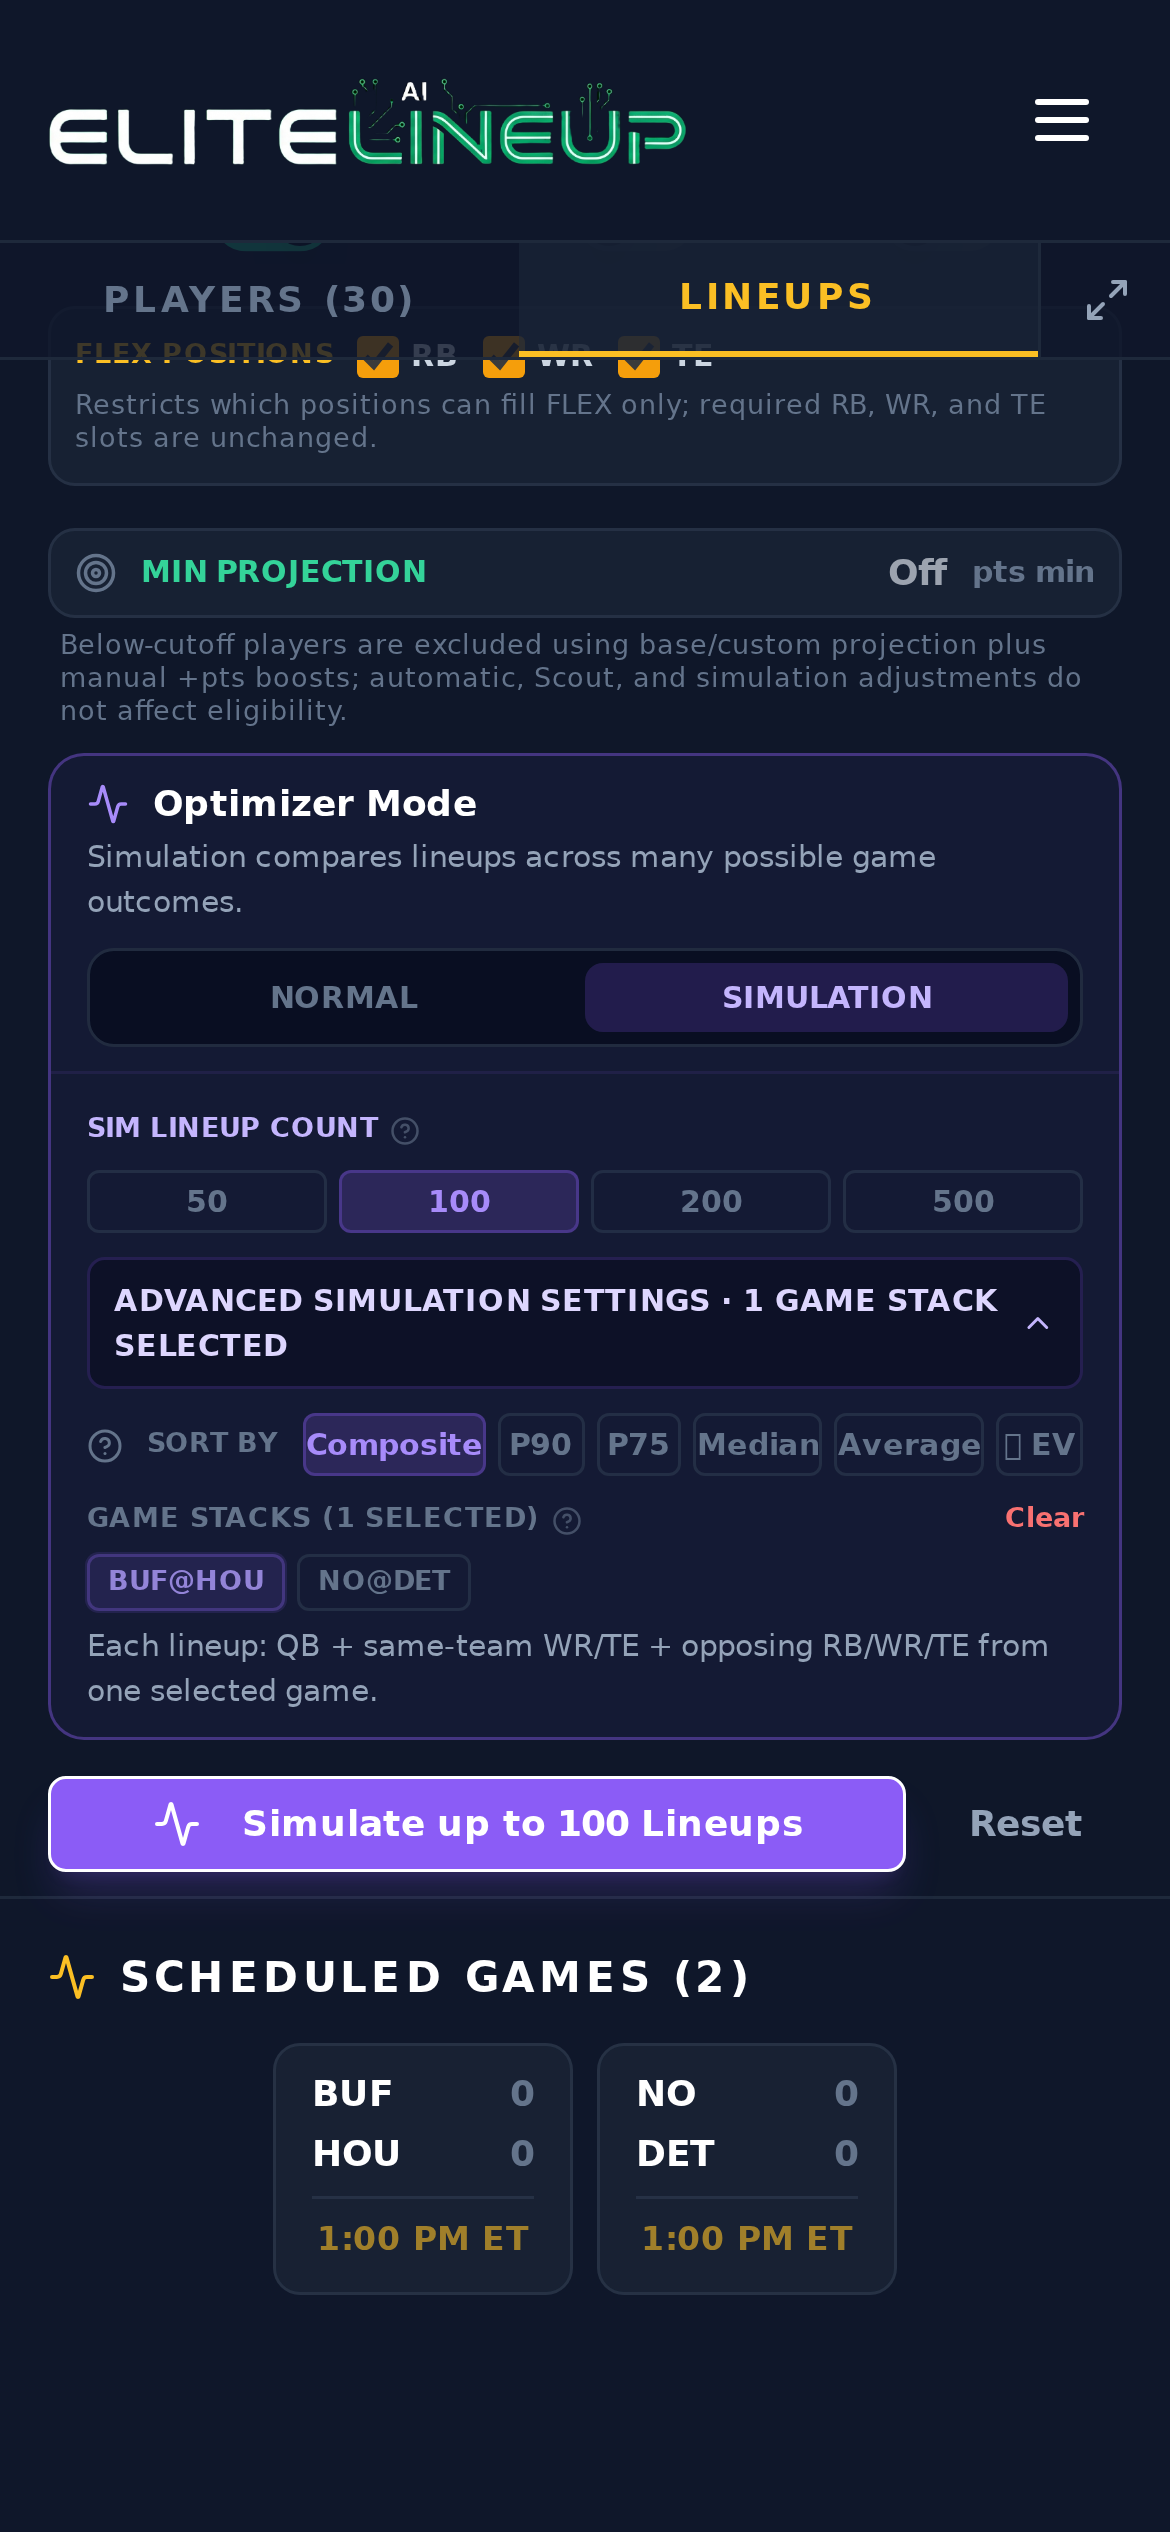 AI
ELITELINEUP
PLAYERS (30)
LINEUPS
FLEX POSITIONS RB WR TE
Restricts which positions can fill FLEX only; required RB, WR, and TE
slots are unchanged.
MIN PROJECTION Off pts min
Below-cutoff players are excluded using base/custom projection plus
manual +pts boosts; automatic, Scout, and simulation adjustments do
not affect eligibility.
Optimizer Mode
Simulation compares lineups across many possible game
outcomes.
NORMAL SIMULATION
SIM LINEUP COUNT
50 100 200 500
ADVANCED SIMULATION SETTINGS · 1 GAME STACK
SELECTED
SORT BY Composite P90 P75 Median Average EV
GAME STACKS (1 SELECTED) Clear
BUF@HOU NO@DET
Each lineup: QB + same-team WR/TE + opposing RB/WR/TE from
one selected game.
Simulate up to 100 Lineups Reset
SCHEDULED GAMES (2)
BUF 0
HOU 0
1:00 PM ET
NO 0
DET 0
1:00 PM ET